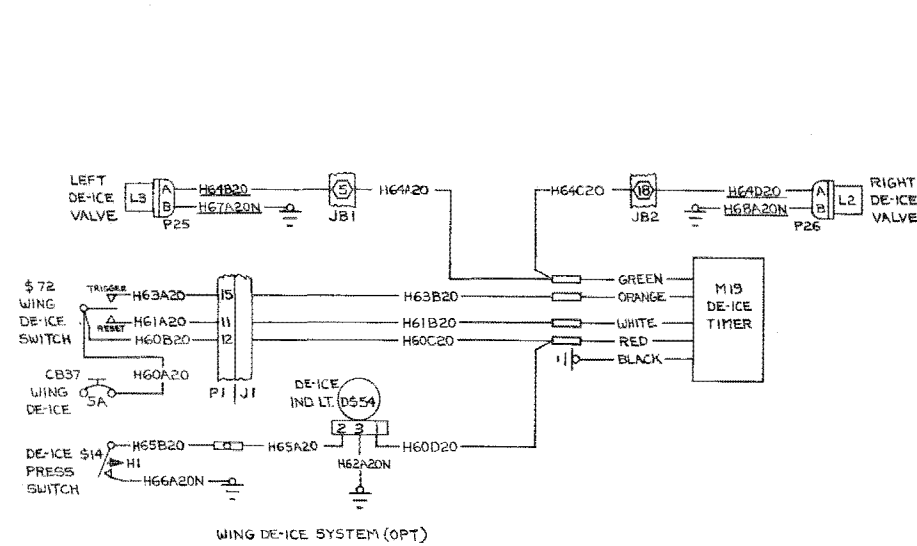 LEFT
DE-ICE
VALVE
L3
A
B
P25
H64B20
H67A20N
5
JB1
H64A20
H64C20
18
JB2
H64D20
H68A20N
A
B
P26
L2
RIGHT
DE-ICE
VALVE
$72
WING
DE-ICE
SWITCH
TRIGGER
RESET
H63A20
H61A20
H60B20
15
11
12
H63B20
H61B20
H60C20
GREEN
ORANGE
WHITE
RED
BLACK
M19
DE-ICE
TIMER
CB37
WING
DE-ICE
5A
H60A20
P1
J1
DE-ICE
IND. LT.
DS54
2 3 1
DE-ICE $14
PRESS
SWITCH
H65B20
HI
H66A20N
H65A20
H62A20N
H60D20
WING DE-ICE SYSTEM (OPT)